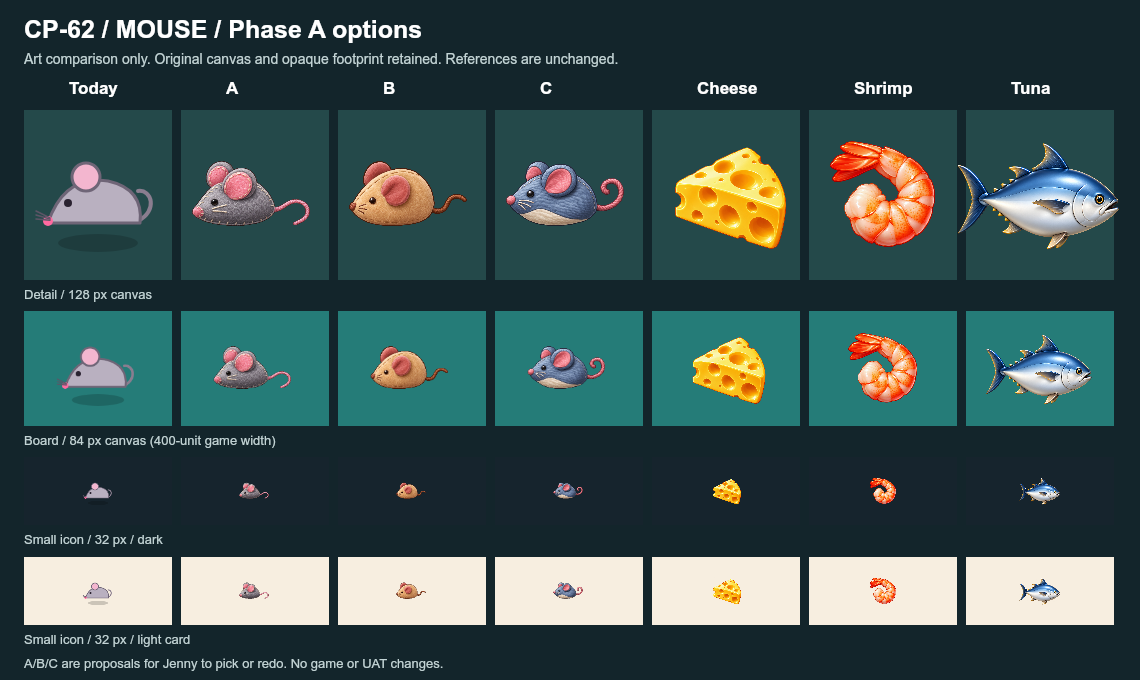 CP-62 / MOUSE / Phase A options
Art comparison only. Original canvas and opaque footprint retained. References are unchanged.
Today A B C Cheese Shrimp Tuna
Detail / 128 px canvas
Board / 84 px canvas (400-unit game width)
Small icon / 32 px / dark
Small icon / 32 px / light card
A/B/C are proposals for Jenny to pick or redo. No game or UAT changes.